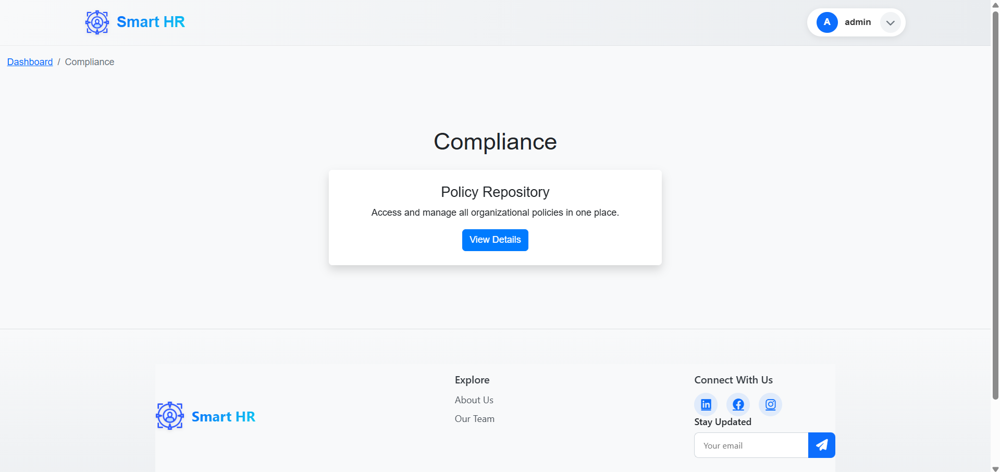 Smart HR
A admin
Dashboard / Compliance
Compliance
Policy Repository
Access and manage all organizational policies in one place.
View Details
Smart HR
Explore
About Us
Our Team
Connect With Us
Stay Updated
Your email